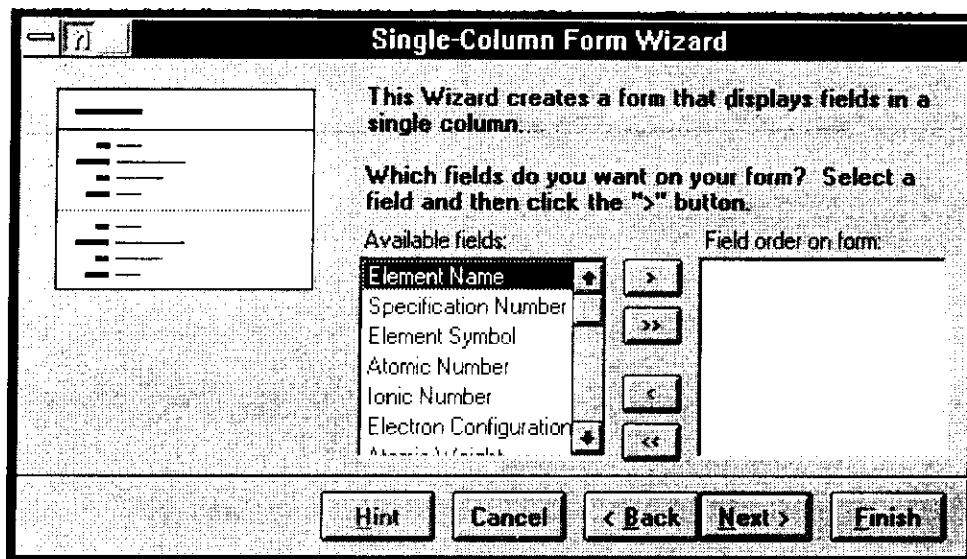 Single-Column Form Wizard
This Wizard creates a form that displays fields in a
single column...
Which fields do you want on your form? Select a
field and then click the ">" button.
Available fields:
Field order on form:
Element Name
Specification Number
Element Symbol
Atomic Number
Ionic Number
Electron Configuration
Atomic Weight
>
>>
<
<<
Hint
Cancel
< Back
Next >
Finish